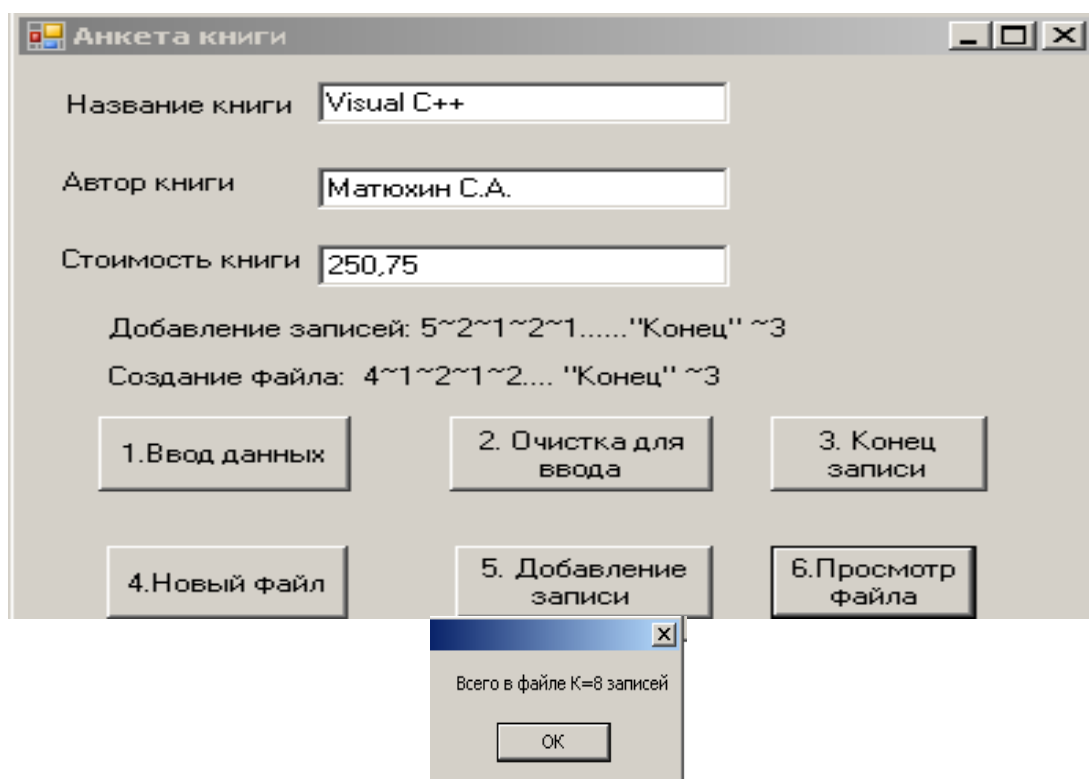 Анкета книги
Название книги Visual C++
Автор книги Матюхин С.А.
Стоимость книги 250,75
Добавление записей: 5~2~1~2~1......"Конец" ~3
Создание файла: 4~1~2~1~2.... "Конец" ~3
1.Ввод данных
2. Очистка для
ввода
3. Конец
записи
4.Новый файл
5. Добавление
записи
6.Просмотр
файла
Всего в файле K=8 записей
OK